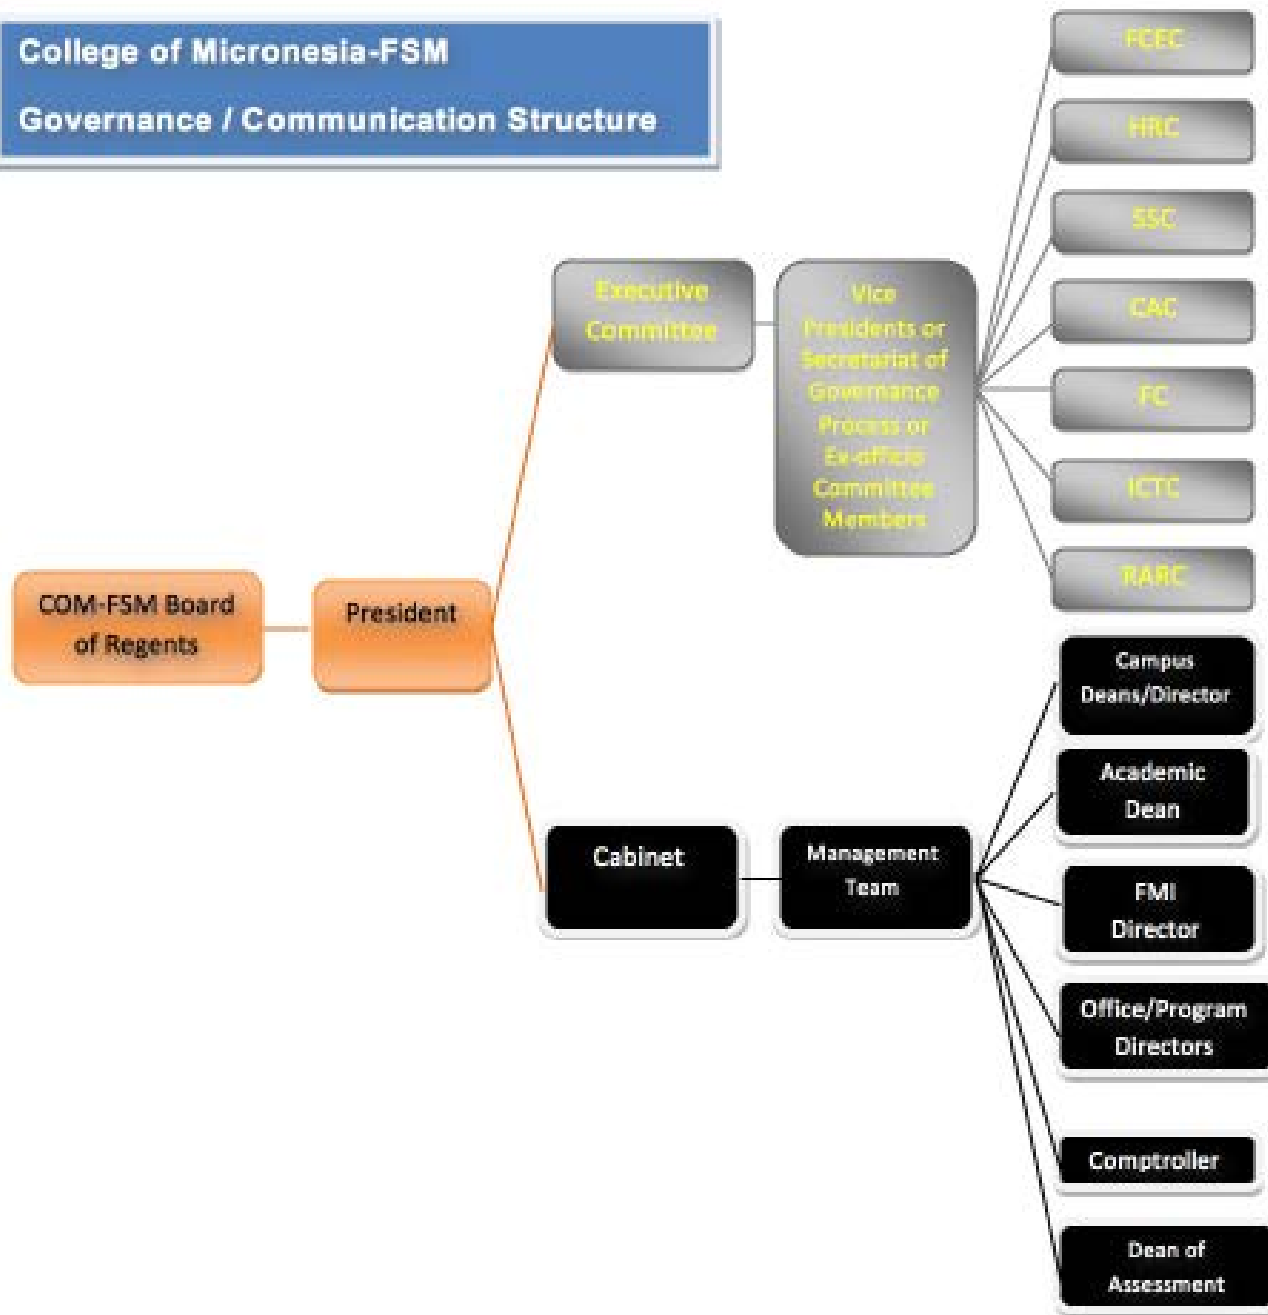 College of Micronesia-FSM
Governance / Communication Structure
COM-FSM Board
of Regents
President
Executive
Committee
Vice
Presidents or
Secretariat of
Governance
Process or
Ex-officio
Committee
Members
FCFC
HRC
SSC
CAC
FC
ICTC
RARC
Cabinet
Management
Team
Campus
Deans/Director
Academic
Dean
FMI
Director
Office/Program
Directors
Comptroller
Dean of
Assessment